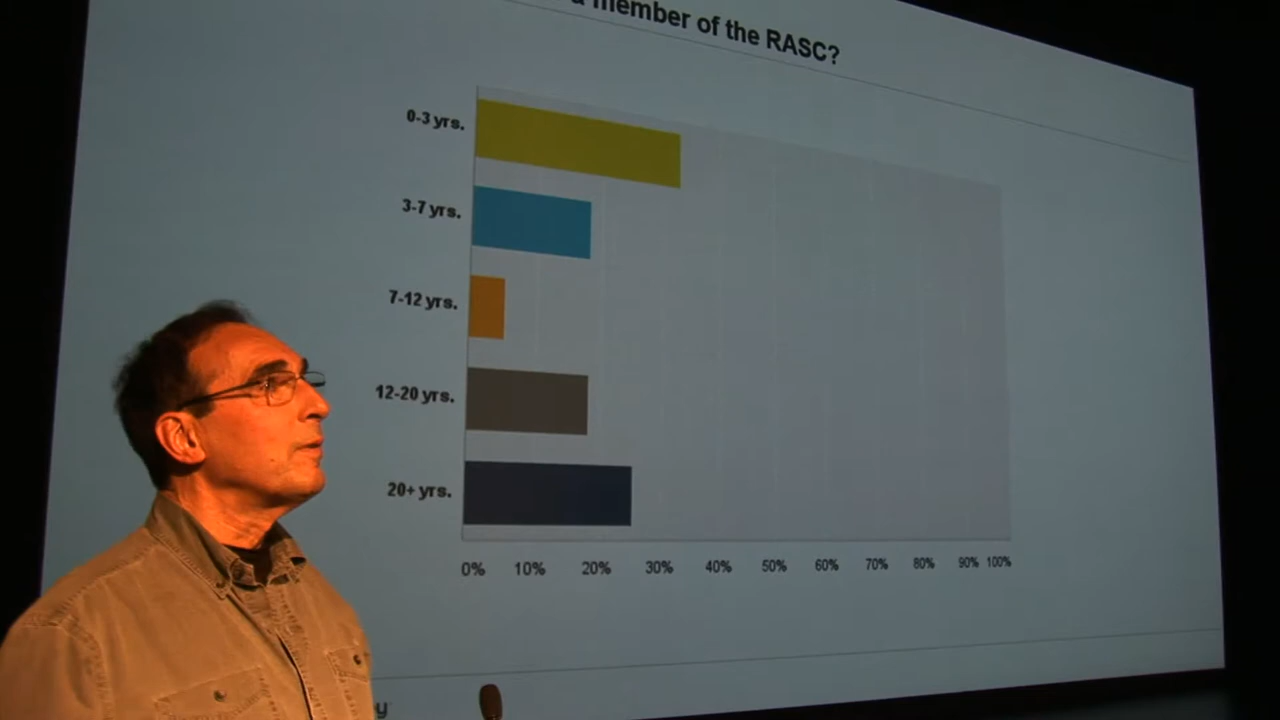 member of the RASC?
0-3 yrs.
3-7 yrs.
7-12 yrs.
12-20 yrs.
20+ yrs.
0% 10% 20% 30% 40% 50% 60% 70% 80% 90% 100%